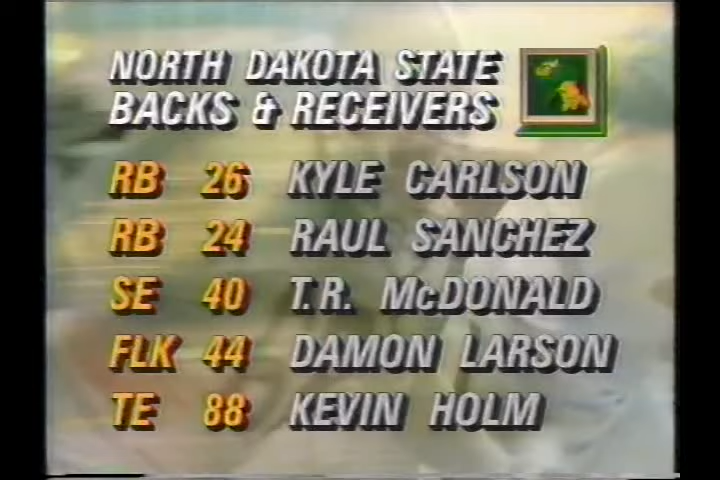 NORTH DAKOTA STATE
BACKS & RECEIVERS
RB 26 KYLE CARLSON
RB 24 RAUL SANCHEZ
SE 40 T.R. McDONALD
FLK 44 DAMON LARSON
TE 88 KEVIN HOLM